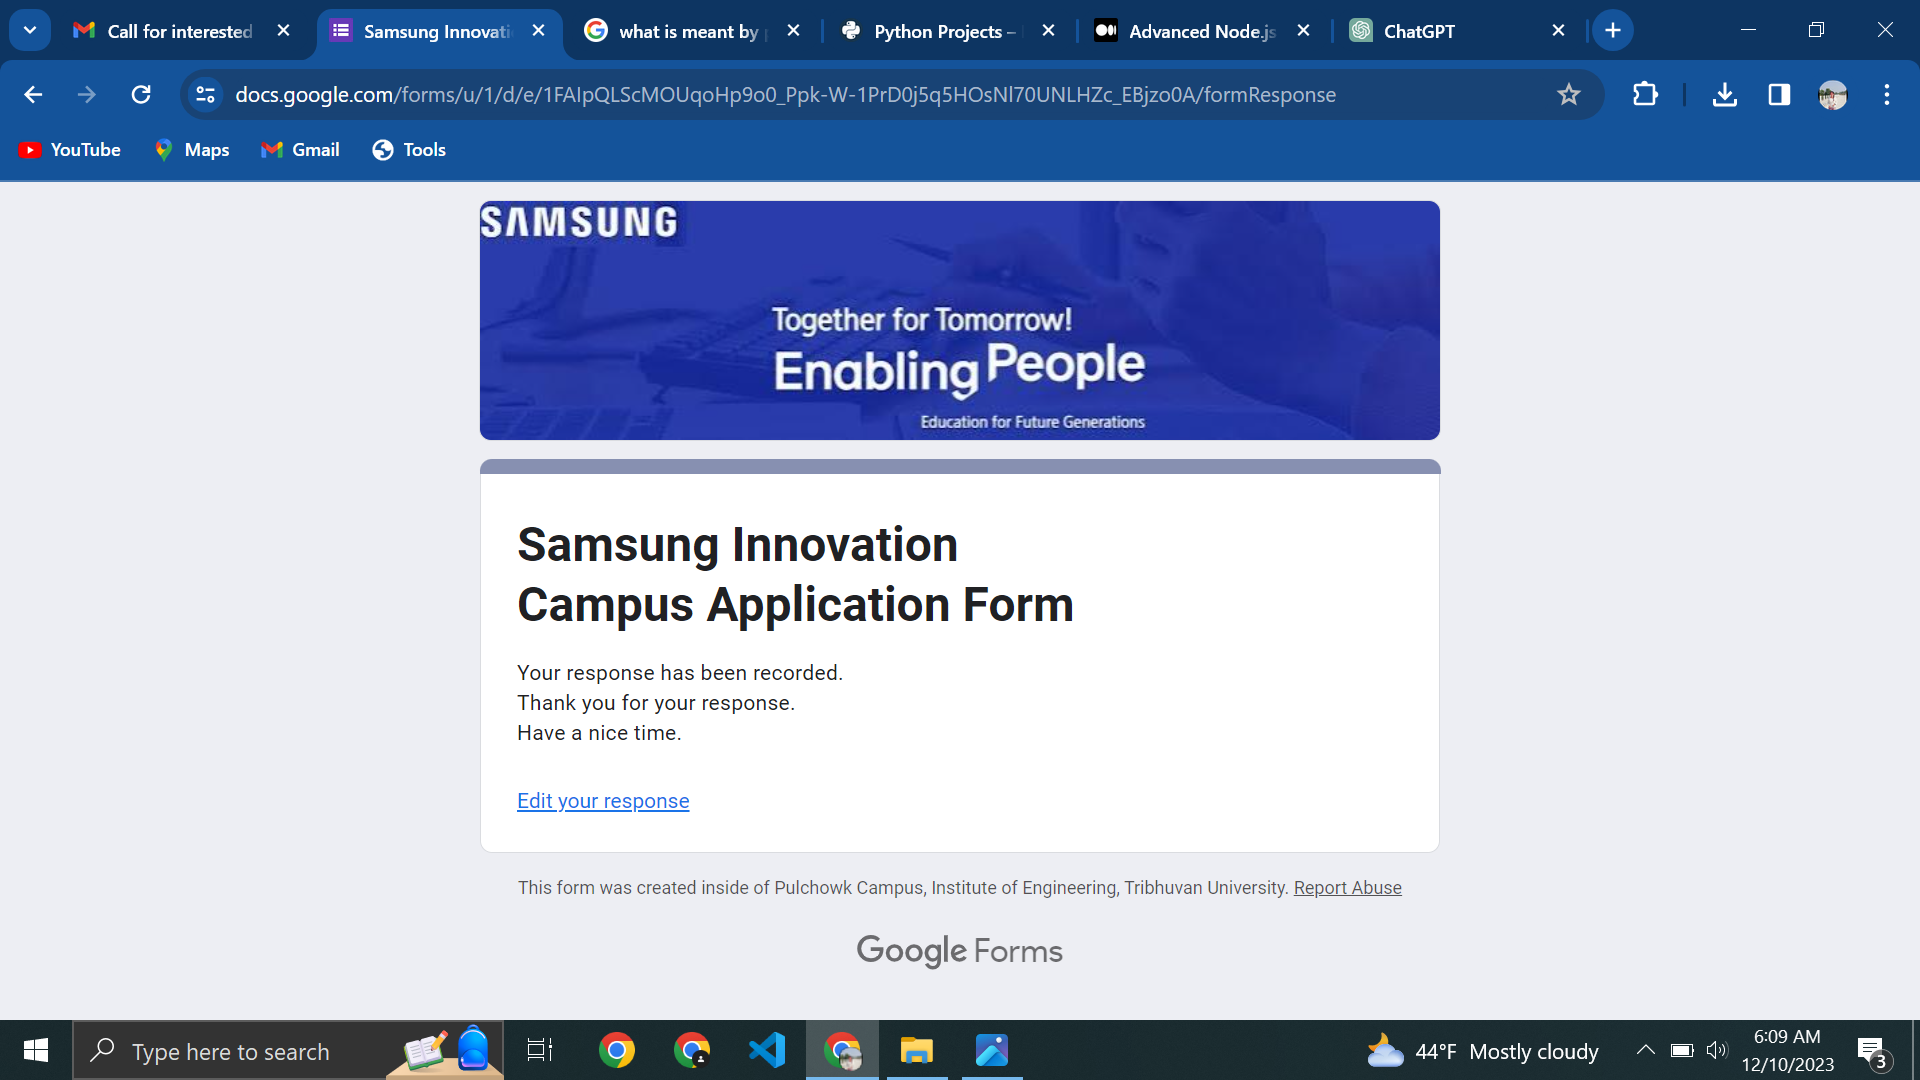 Call for interested
Samsung Innovati
what is meant by
Python Projects –
Advanced Node.js
ChatGPT
docs.google.com/forms/u/1/d/e/1FAIpQLScMOUqoHp9o0_Ppk-W-1PrD0j5q5HOsNl70UNLHZc_EBjzo0A/formResponse
YouTube
Maps
Gmail
Tools
SAMSUNG
Together for Tomorrow!
Enabling People
Education for Future Generations
Samsung Innovation
Campus Application Form
Your response has been recorded.
Thank you for your response.
Have a nice time.
Edit your response
This form was created inside of Pulchowk Campus, Institute of Engineering, Tribhuvan University. Report Abuse
Google Forms
Type here to search
44°F Mostly cloudy
6:09 AM
12/10/2023
3